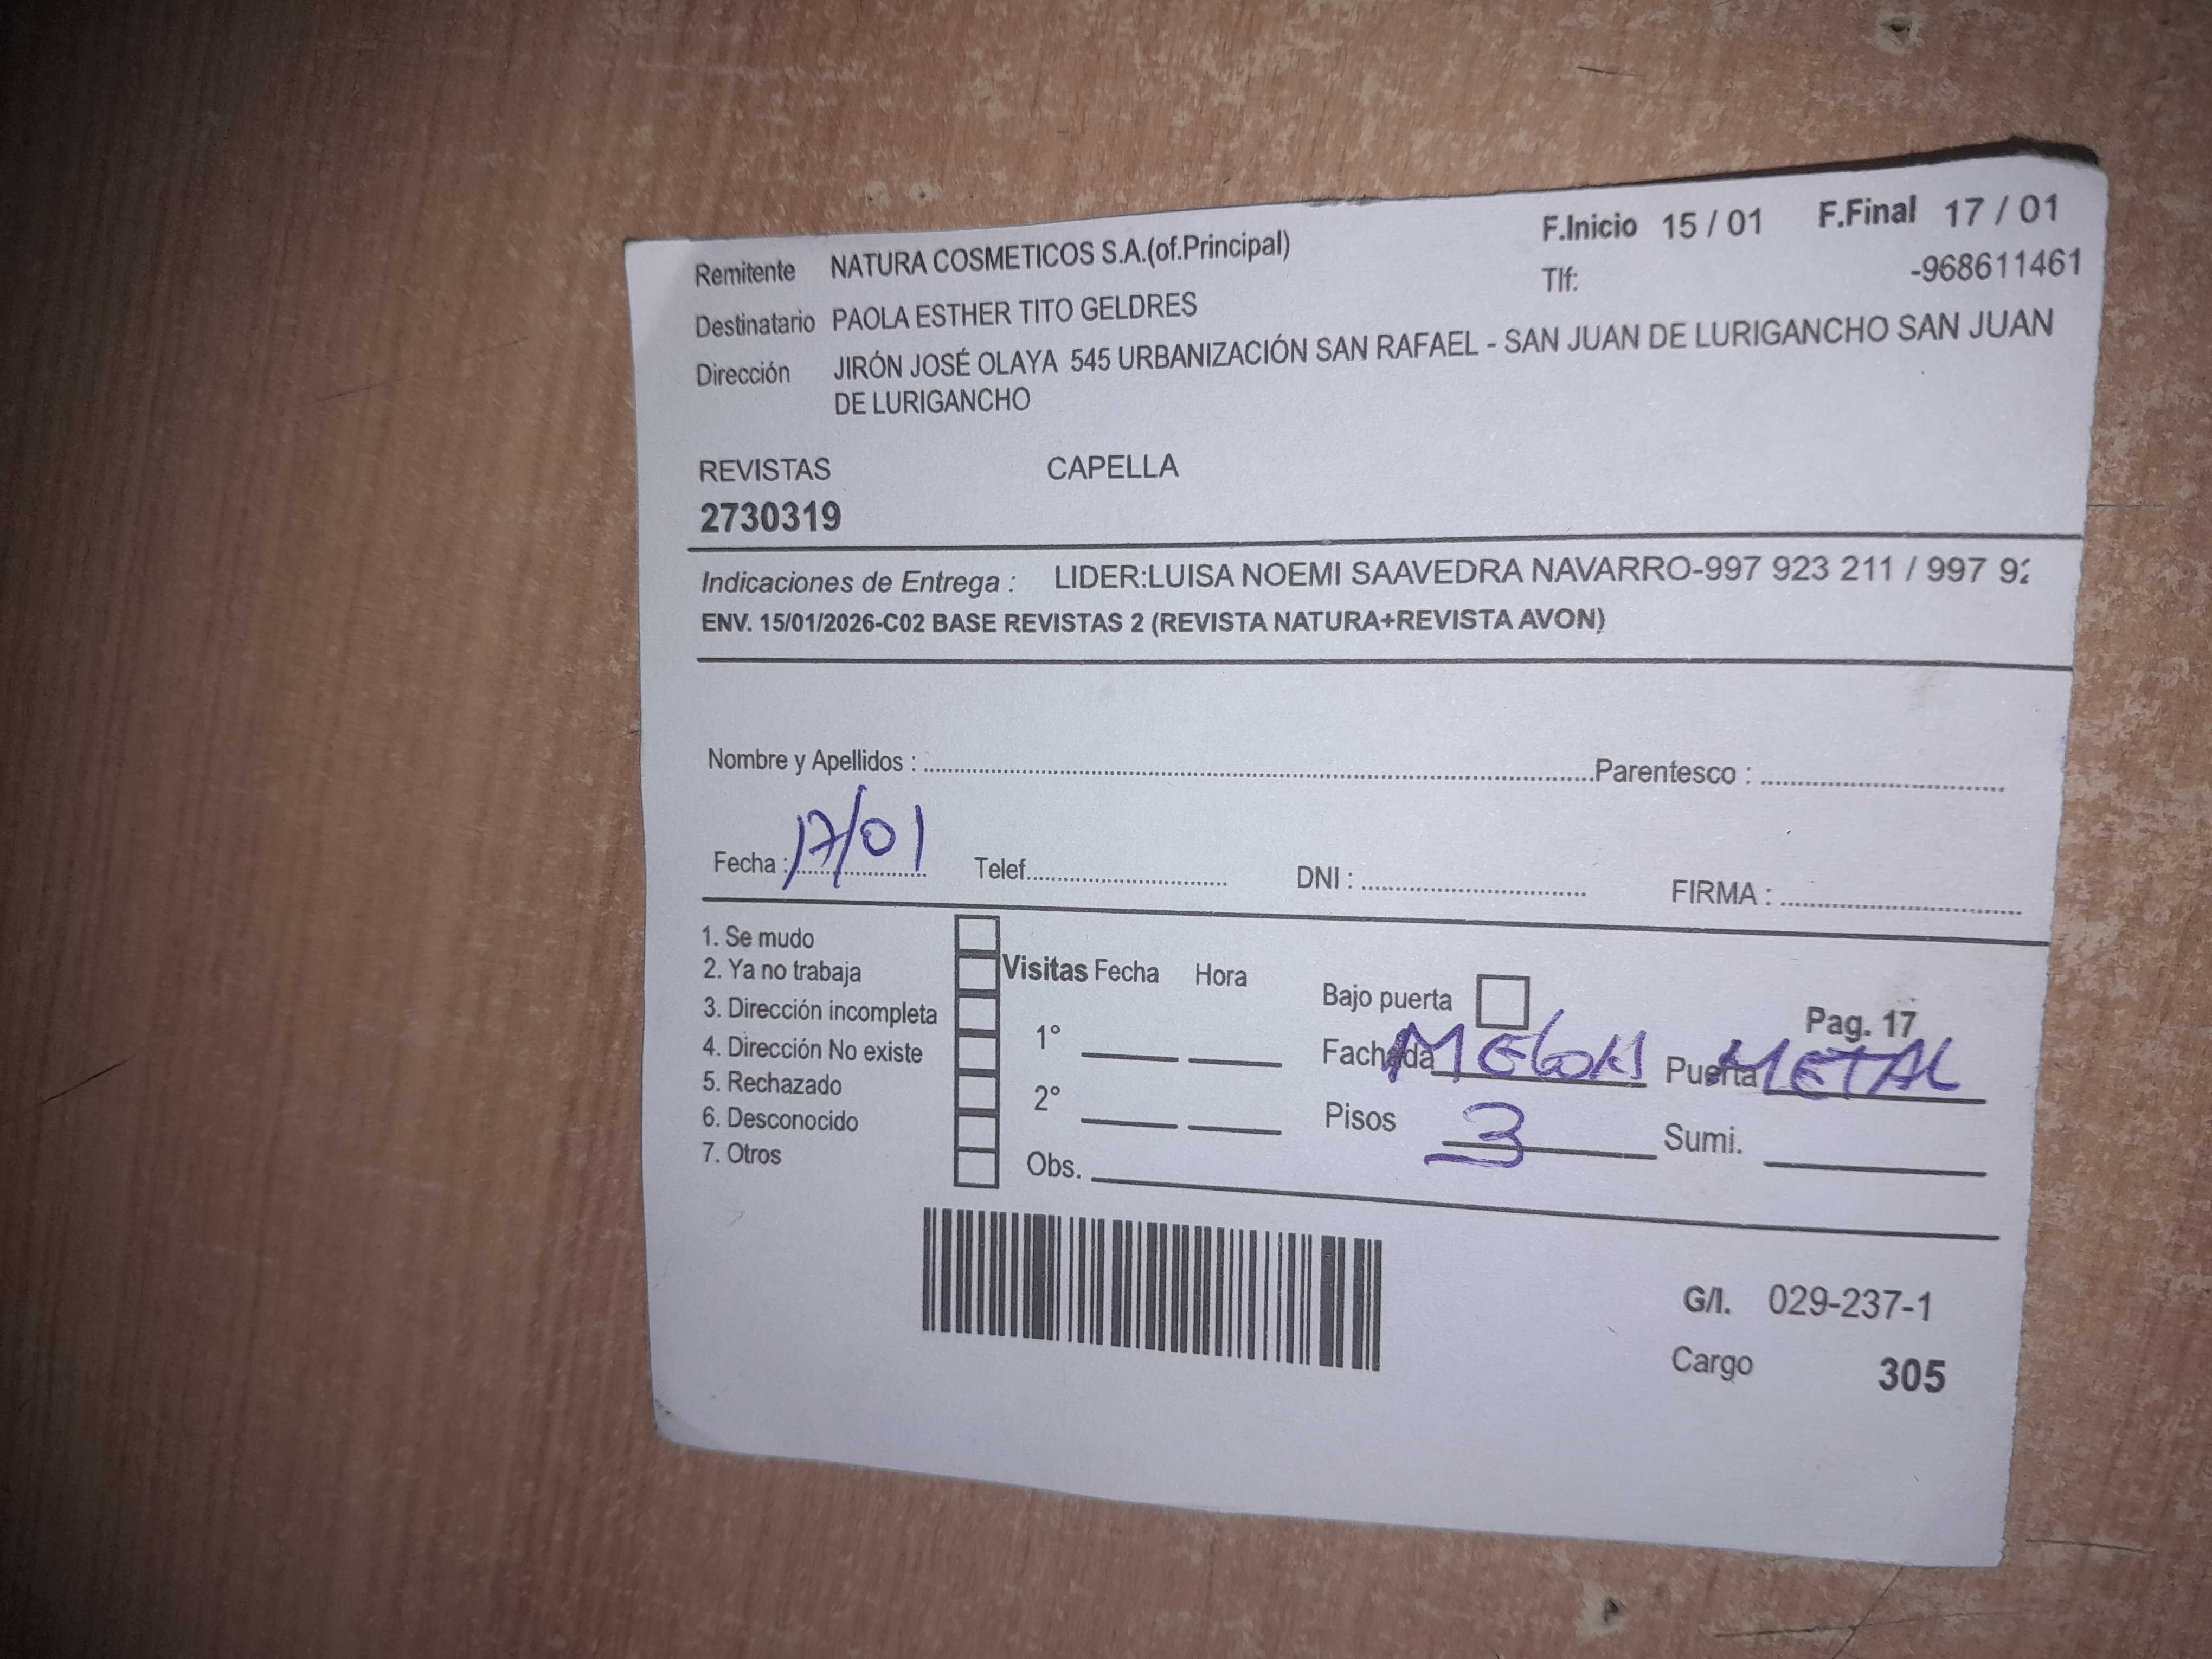 Remitente NATURA COSMETICOS S.A.(of.Principal) F.Inicio 15 / 01 F.Final 17 / 01
Tlf: -968611461
Destinatario PAOLA ESTHER TITO GELDRES
Dirección JIRÓN JOSÉ OLAYA 545 URBANIZACIÓN SAN RAFAEL - SAN JUAN DE LURIGANCHO SAN JUAN
DE LURIGANCHO
REVISTAS CAPELLA
2730319
Indicaciones de Entrega : LIDER:LUISA NOEMI SAAVEDRA NAVARRO-997 923 211 / 997 92
ENV. 15/01/2026-C02 BASE REVISTAS 2 (REVISTA NATURA+REVISTA AVON)
Nombre y Apellidos : Parentesco :
Fecha : 17/01 Telef. DNI : FIRMA :
1. Se mudo
2. Ya no trabaja Visitas Fecha Hora Bajo puerta
3. Dirección incompleta 1° Pag. 17
4. Dirección No existe Fachada Puerta METAL
5. Rechazado 2° Pisos 3 Sumi.
6. Desconocido
7. Otros Obs.
G/I. 029-237-1
Cargo 305